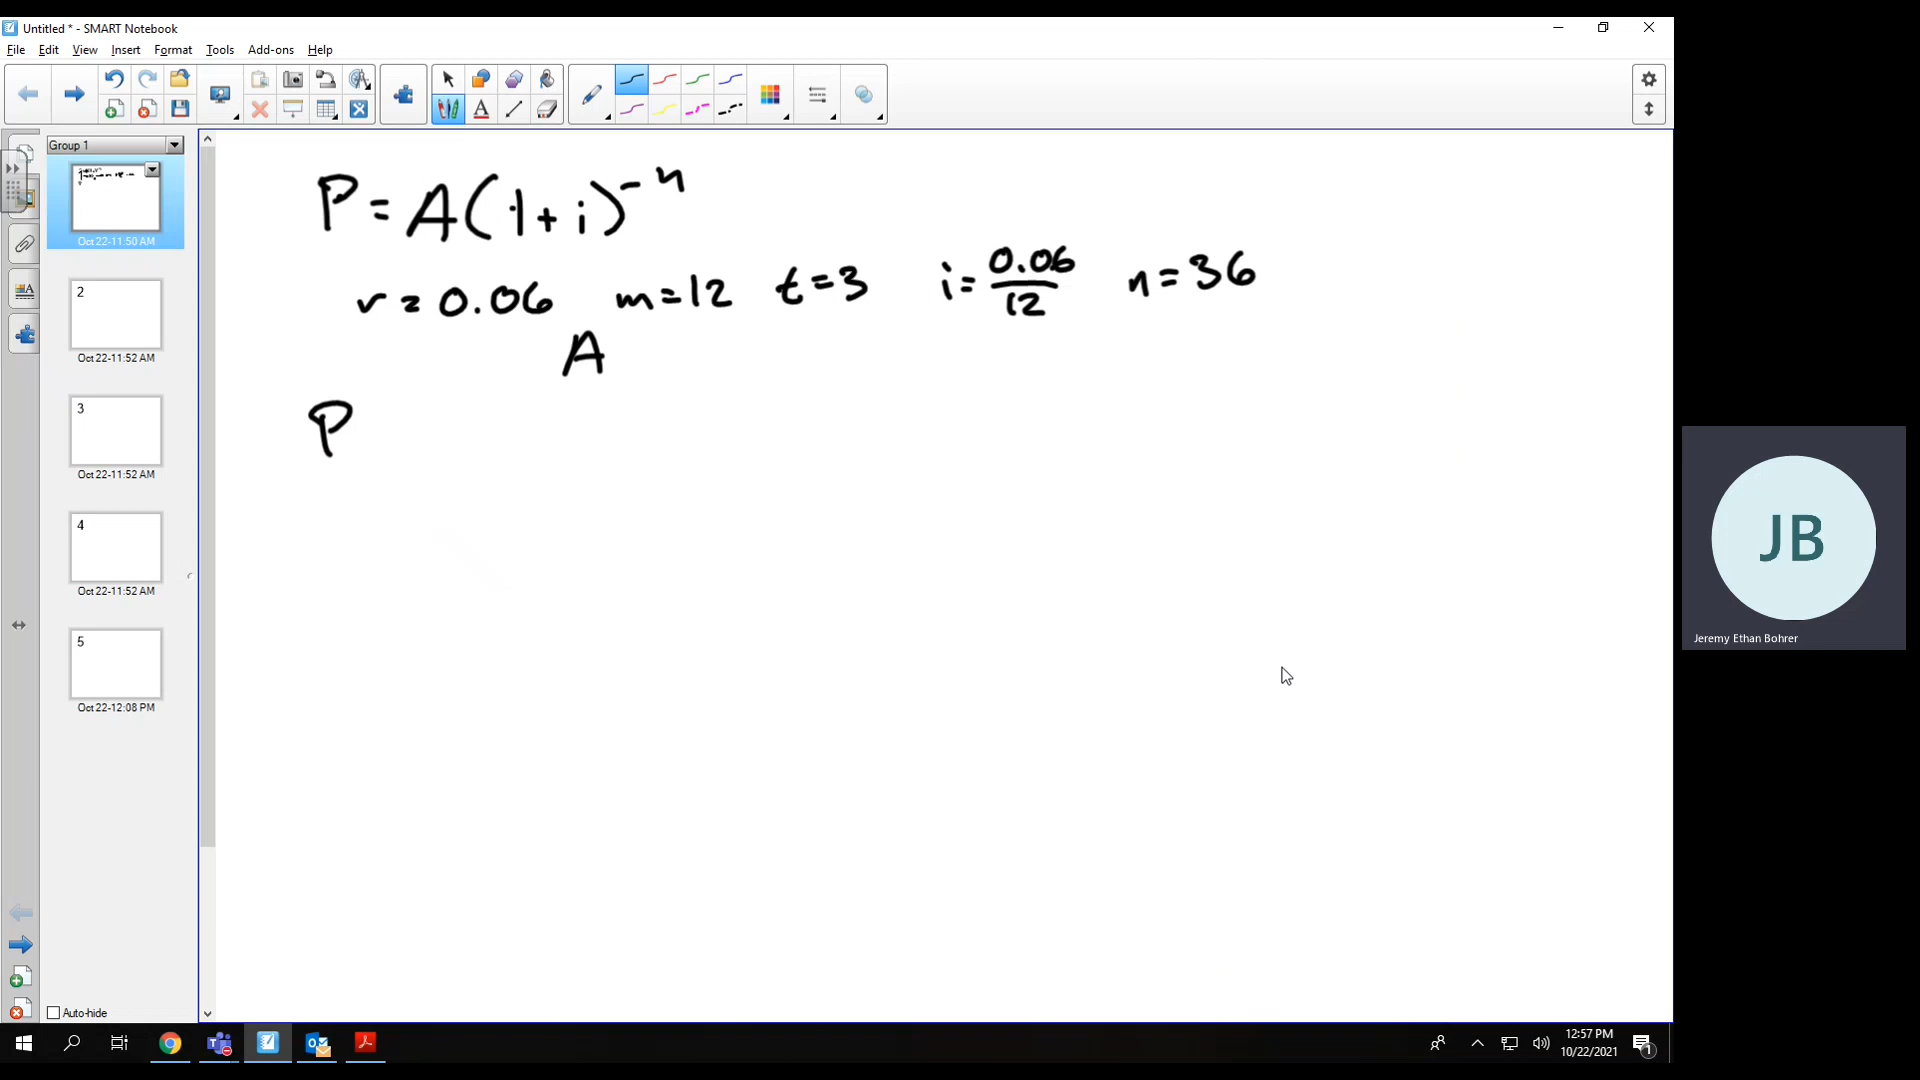 Untitled * - SMART Notebook
File Edit View Insert Format Tools Add-ons Help
Group 1
Oct 22-11:50 AM
2
Oct 22-11:52 AM
3
Oct 22-11:52 AM
4
Oct 22-11:52 AM
5
Oct 22-12:08 PM
Auto-hide
P = A(1+i)^-n
r = 0.06 m=12 t=3 i=0.06/12 n=36
A
P
JB
Jeremy Ethan Bohrer
12:57 PM
10/22/2021
1